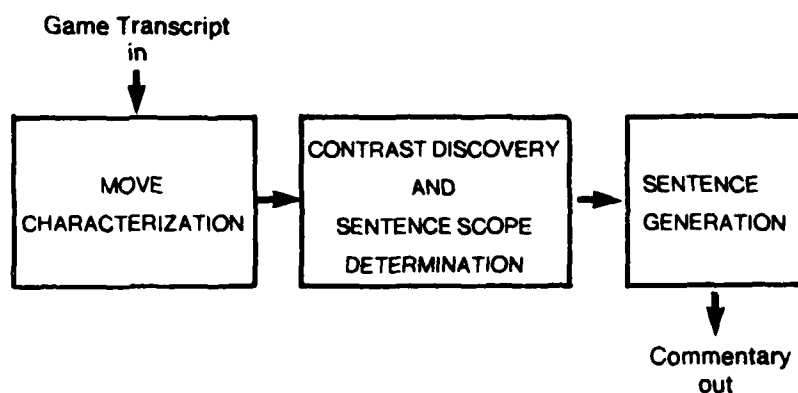 Game Transcript
in
MOVE
CHARACTERIZATION
CONTRAST DISCOVERY
AND
SENTENCE SCOPE
DETERMINATION
SENTENCE
GENERATION
Commentary
out